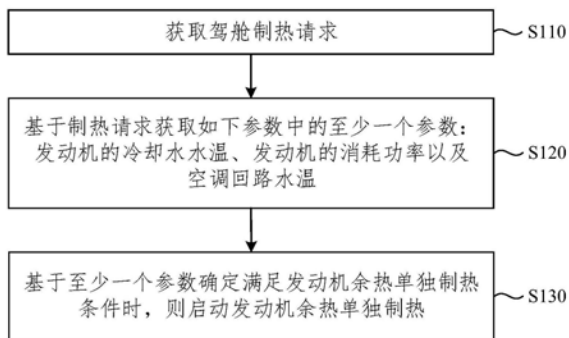 获取驾舱制热请求
S110
基于制热请求获取如下参数中的至少一个参数：
发动机的冷却水水温、发动机的消耗功率以及
空调回路水温
S120
基于至少一个参数确定满足发动机余热单独制热
条件时，则启动发动机余热单独制热
S130